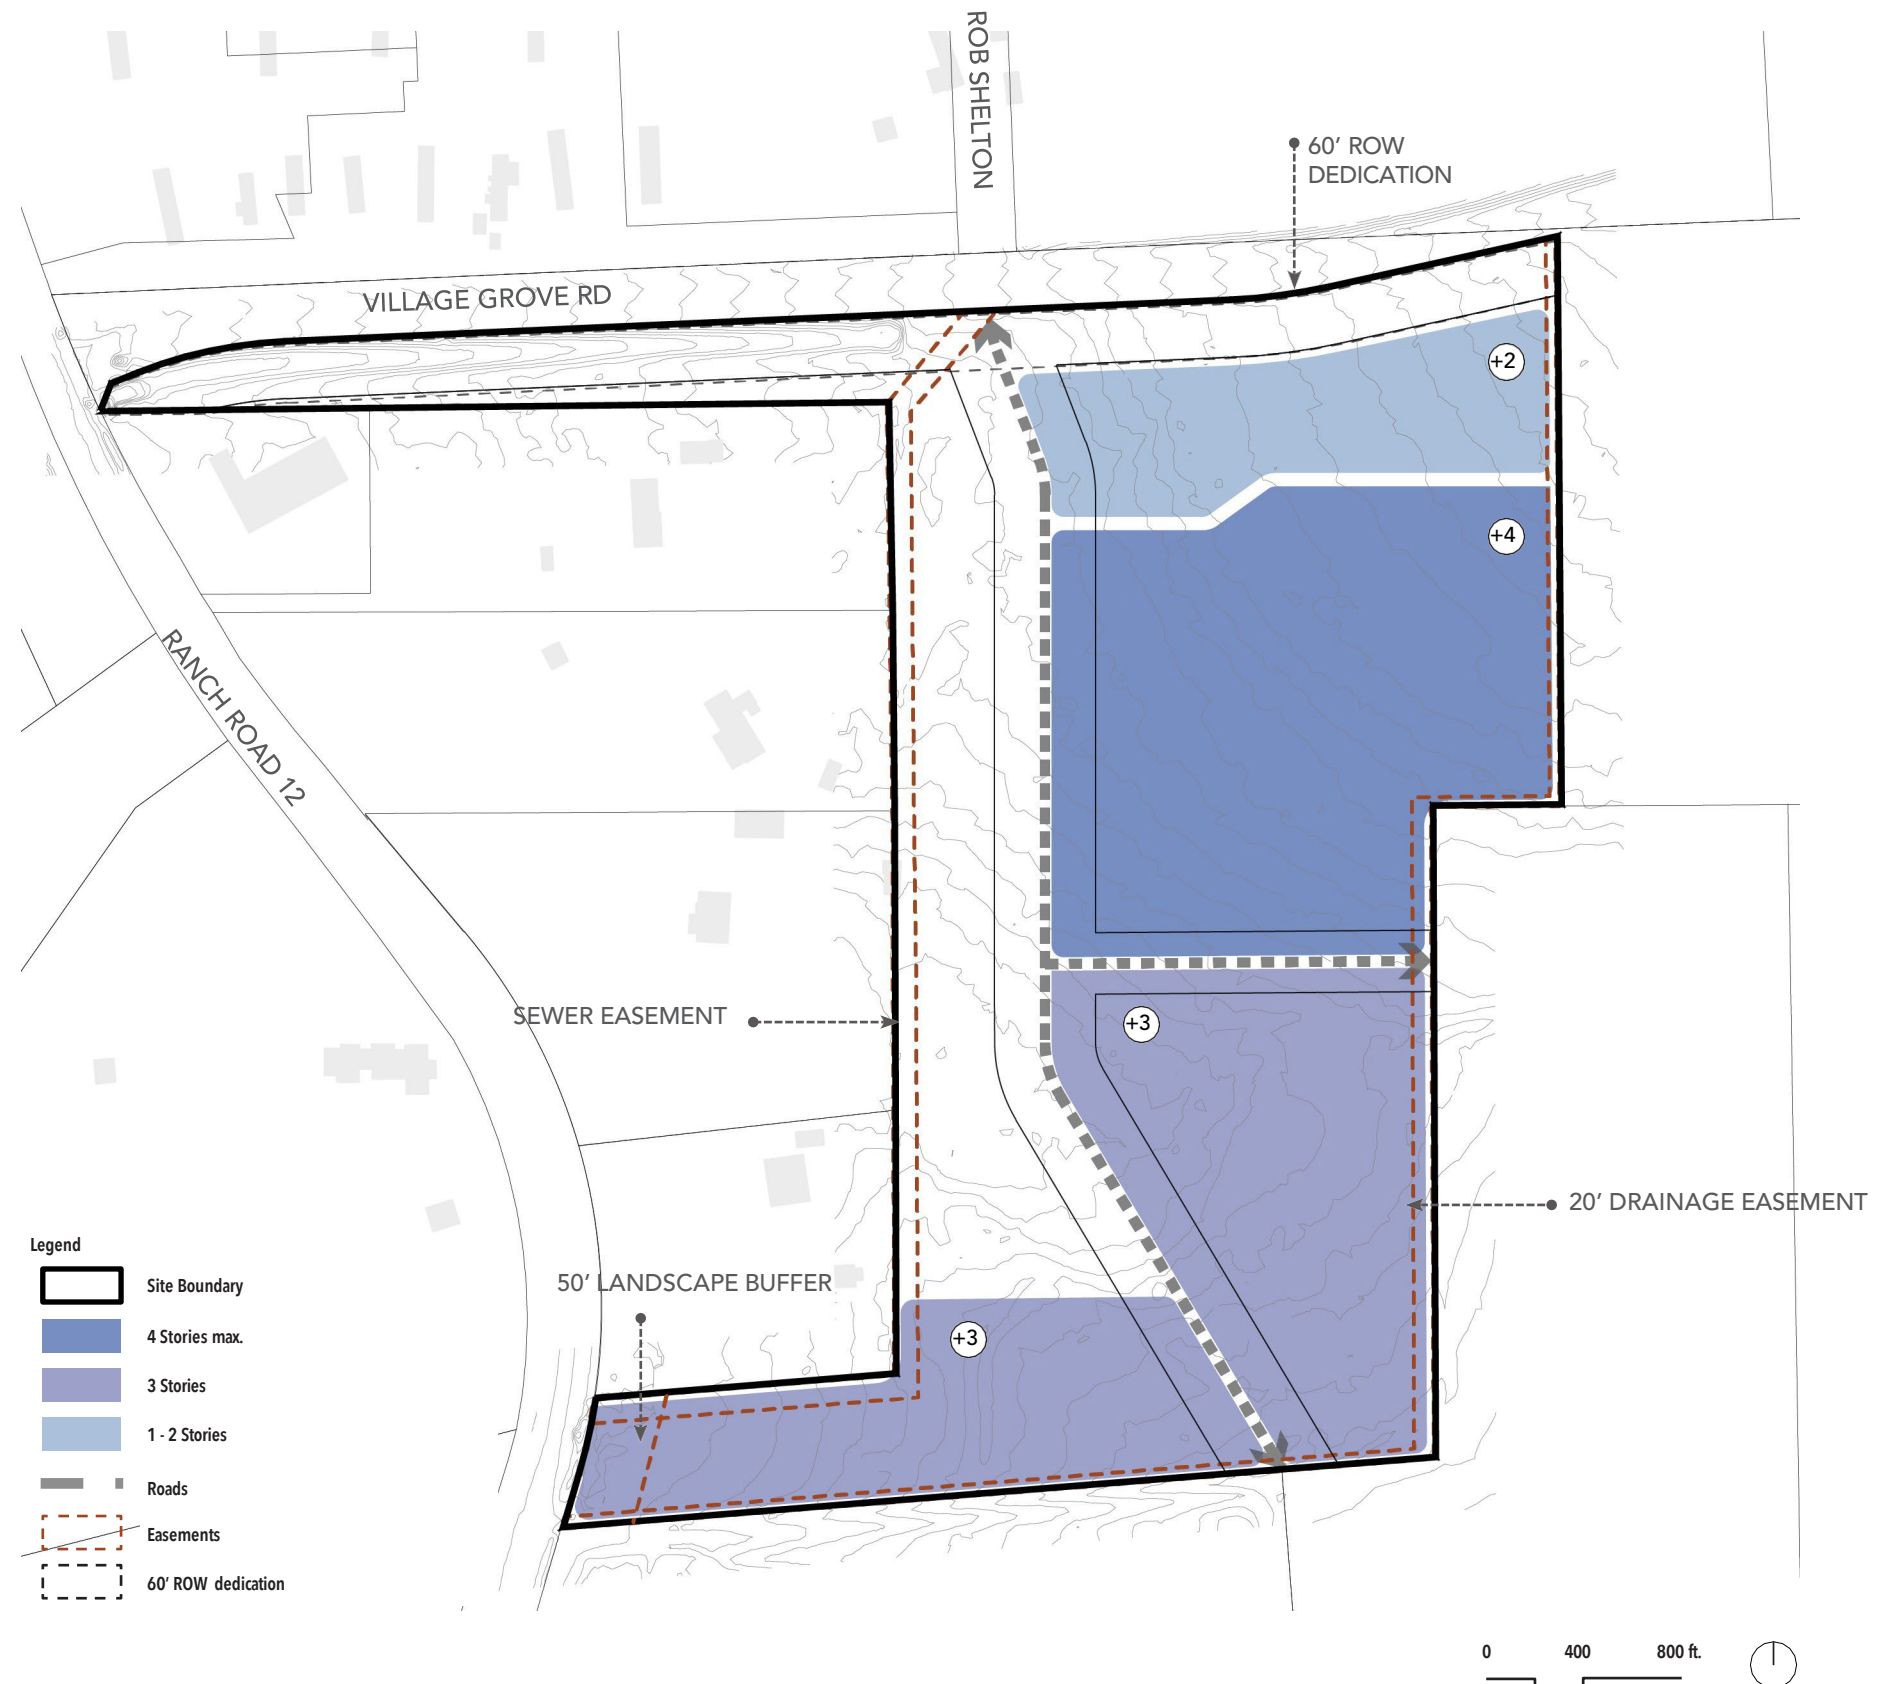 ROB SHELTON
60' ROW
DEDICATION
VILLAGE GROVE RD
+2
+4
RANCH ROAD 12
SEWER EASEMENT
+3
20' DRAINAGE EASEMENT
50' LANDSCAPE BUFFER
+3
Legend
Site Boundary
4 Stories max.
3 Stories
1 - 2 Stories
Roads
Easements
60' ROW dedication
0 400 800 ft.